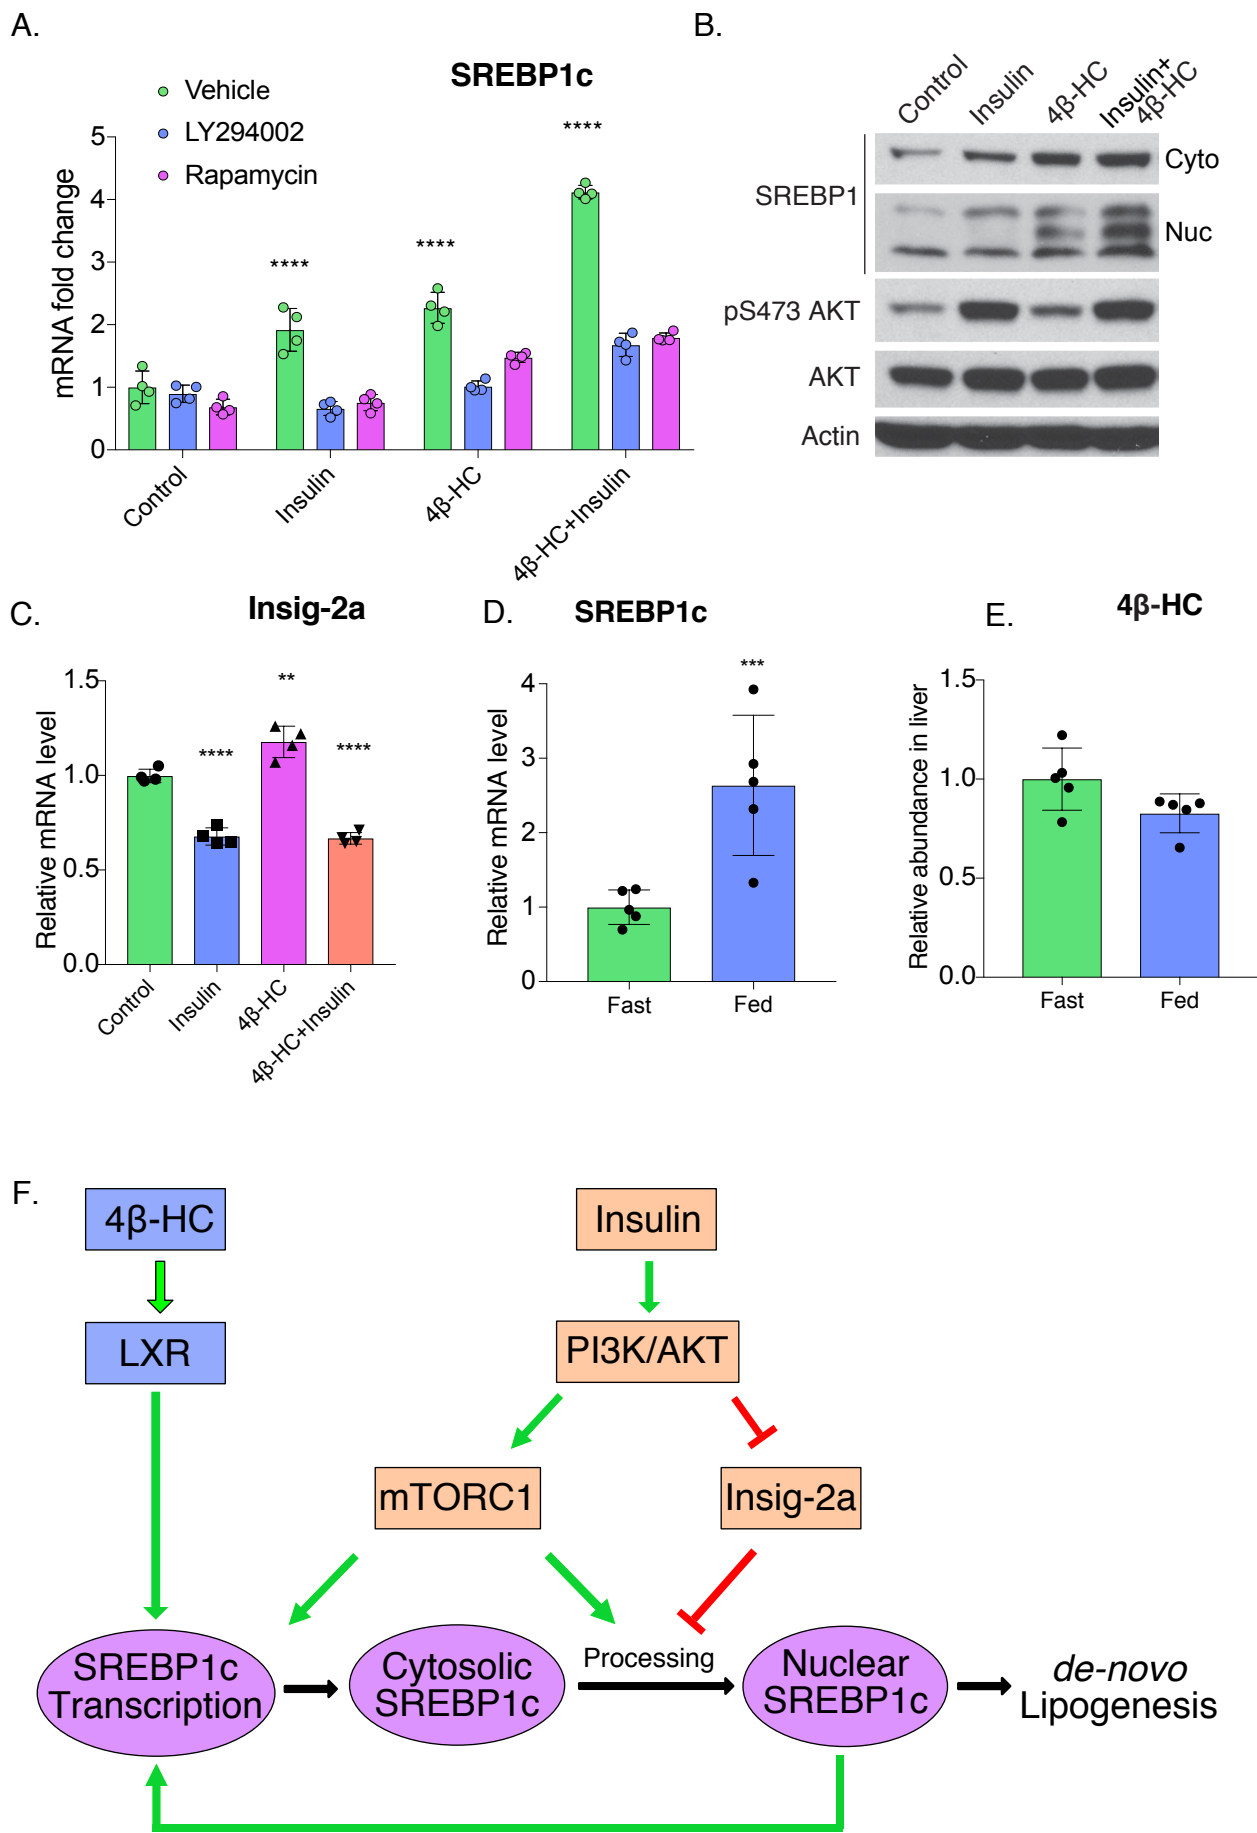 A.
SREBP1c
Vehicle
LY294002
Rapamycin
mRNA fold change
5
4
3
2
1
0
****
****
****
Control
Insulin
4β-HC
4β-HC+Insulin
B.
Control
Insulin
4β-HC
Insulin+
4β-HC
SREBP1
Cyto
Nuc
pS473 AKT
AKT
Actin
C.
Insig-2a
Relative mRNA level
1.5
1.0
0.5
0.0
****
**
****
Control
Insulin
4β-HC
4β-HC+Insulin
D.
SREBP1c
Relative mRNA level
4
3
2
1
0
***
Fast
Fed
E.
4β-HC
Relative abundance in liver
1.5
1.0
0.5
0.0
Fast
Fed
F.
4β-HC
Insulin
LXR
PI3K/AKT
mTORC1
Insig-2a
SREBP1c
Transcription
Cytosolic
SREBP1c
Processing
Nuclear
SREBP1c
de-novo
Lipogenesis